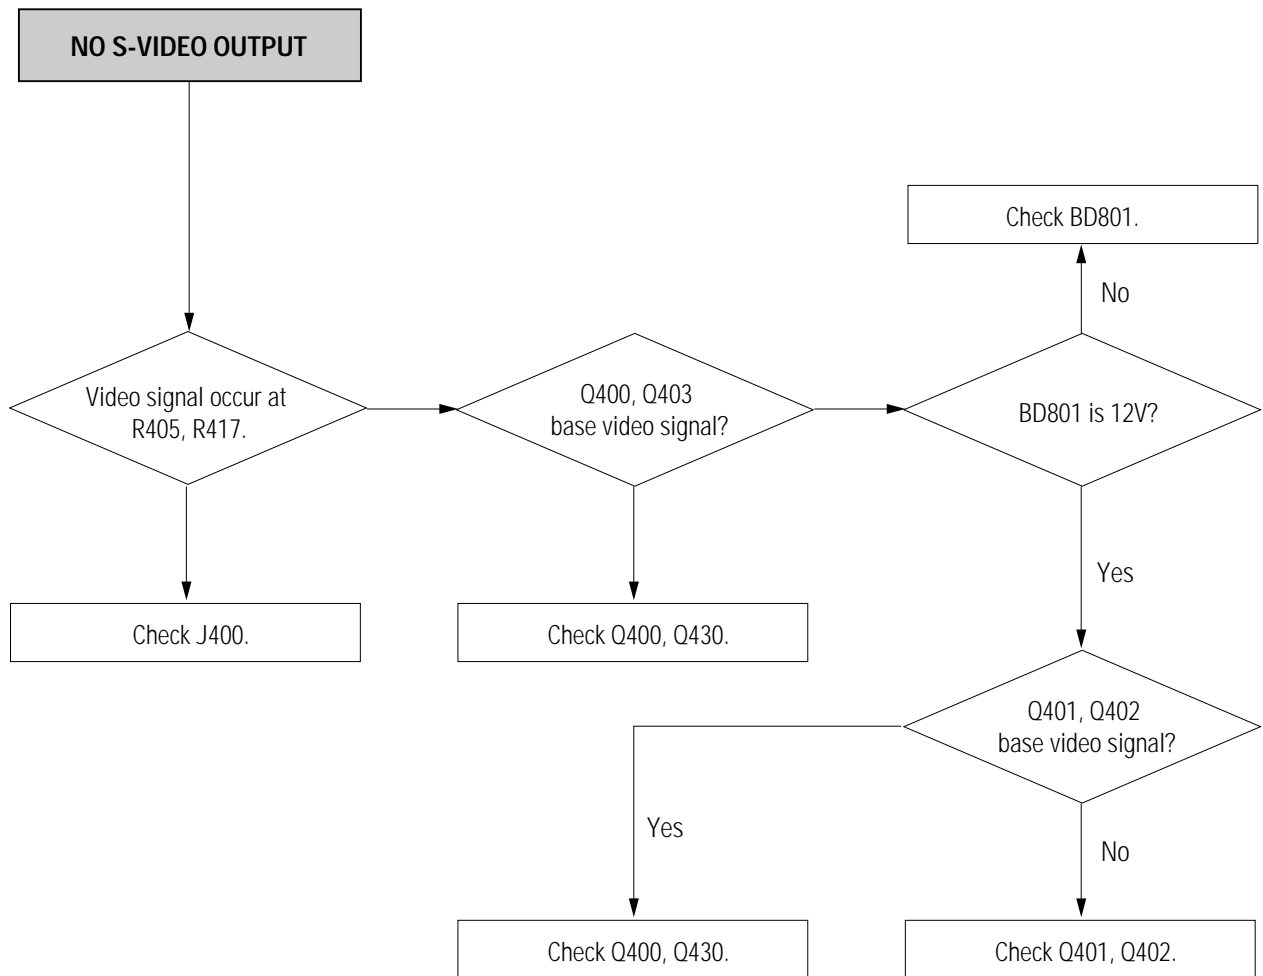 NO S-VIDEO OUTPUT
Check BD801.
No
Video signal occur at
R405, R417.
Q400, Q403
base video signal?
BD801 is 12V?
Yes
Check J400.
Check Q400, Q430.
Q401, Q402
base video signal?
Yes
No
Check Q400, Q430.
Check Q401, Q402.